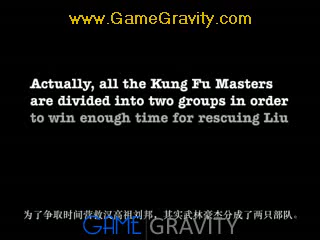 www.GameGravity.com
Actually, all the Kung Fu Masters
are divided into two groups in order
to win enough time for rescuing Liu
为了争取时间营救汉高祖刘邦，其实武林豪杰分成了两只部队。
GAME GRAVITY